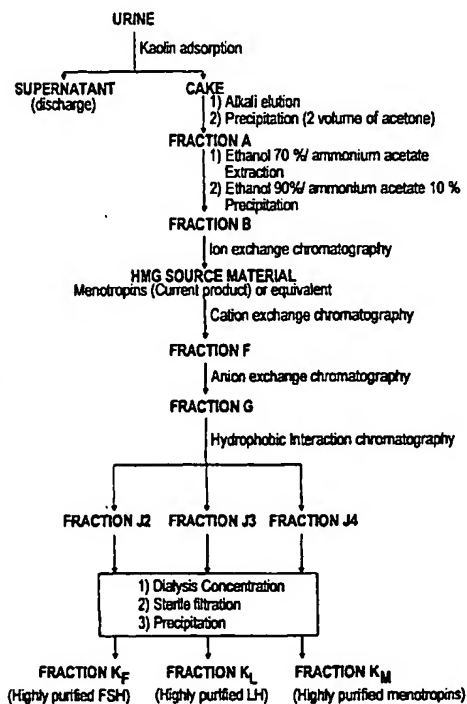 URINE
Kaolin adsorption
SUPERNATANT
(discharge)
CAKE
1) Alkali elution
2) Precipitation (2 volume of acetone)
FRACTION A
1) Ethanol 70 %/ ammonium acetate
Extraction
2) Ethanol 90%/ ammonium acetate 10 %
Precipitation
FRACTION B
Ion exchange chromatography
HMG SOURCE MATERIAL
Menotropins (Current product) or equivalent
Cation exchange chromatography
FRACTION F
Anion exchange chromatography
FRACTION G
Hydrophobic Interaction chromatography
FRACTION J2 FRACTION J3 FRACTION J4
1) Dialysis Concentration
2) Sterile filtration
3) Precipitation
FRACTION KF FRACTION KL FRACTION KM
(Highly purified FSH) (Highly purified LH) (Highly purified menotropins)